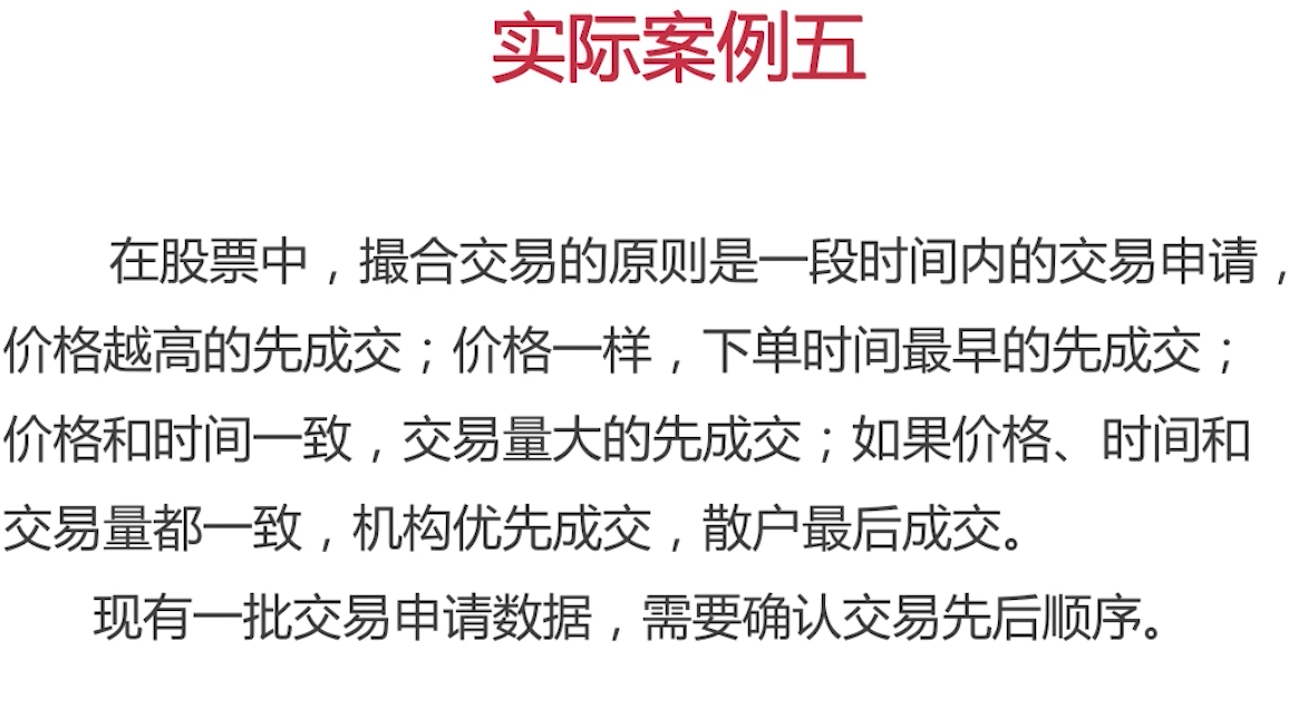 实际案例五
在股票中，撮合交易的原则是一段时间内的交易申请，
价格越高的先成交；价格一样，下单时间最早的先成交；
价格和时间一致，交易量大的先成交；如果价格、时间和
交易量都一致，机构优先成交，散户最后成交。
现有一批交易申请数据，需要确认交易先后顺序。